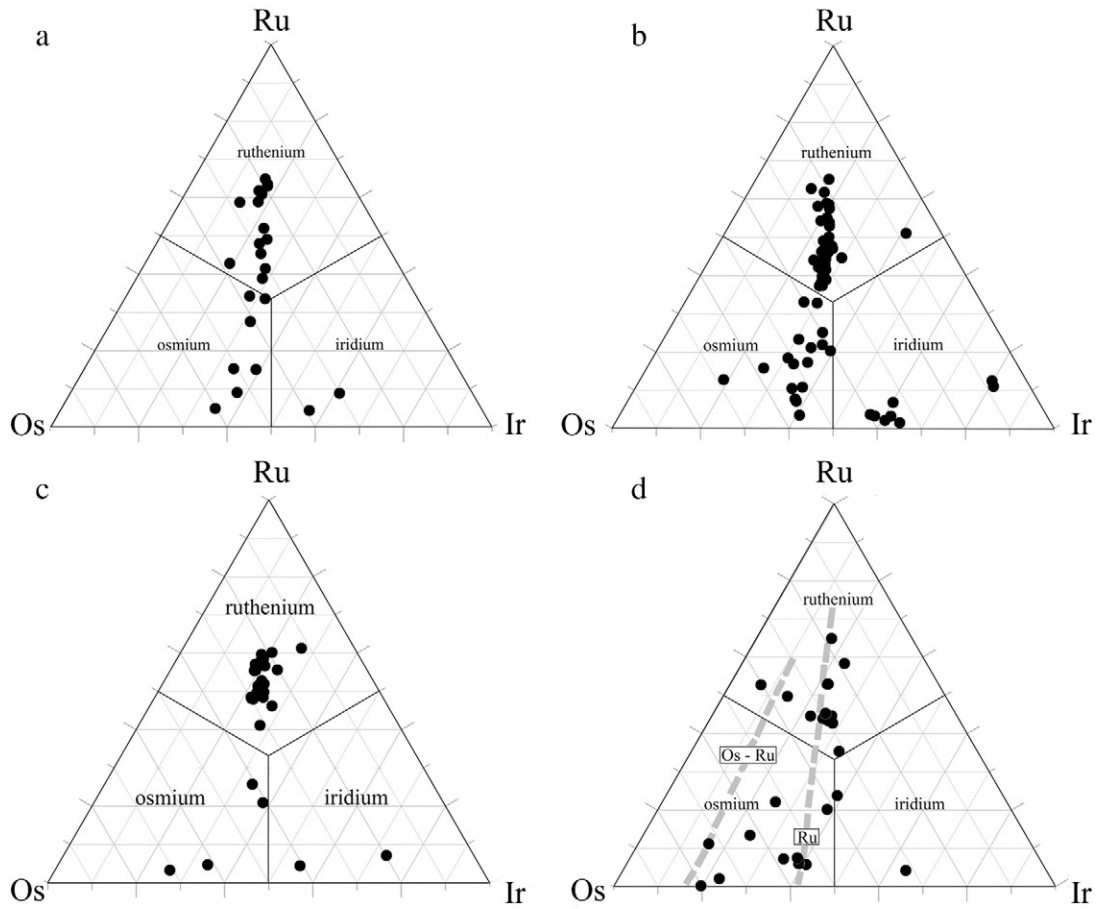 a
Ru
ruthenium
osmium
iridium
Os
Ir
b
Ru
ruthenium
osmium
iridium
Os
Ir
c
Ru
ruthenium
osmium
iridium
Os
Ir
d
Ru
ruthenium
Os - Ru
osmium
iridium
Ru
Os
Ir